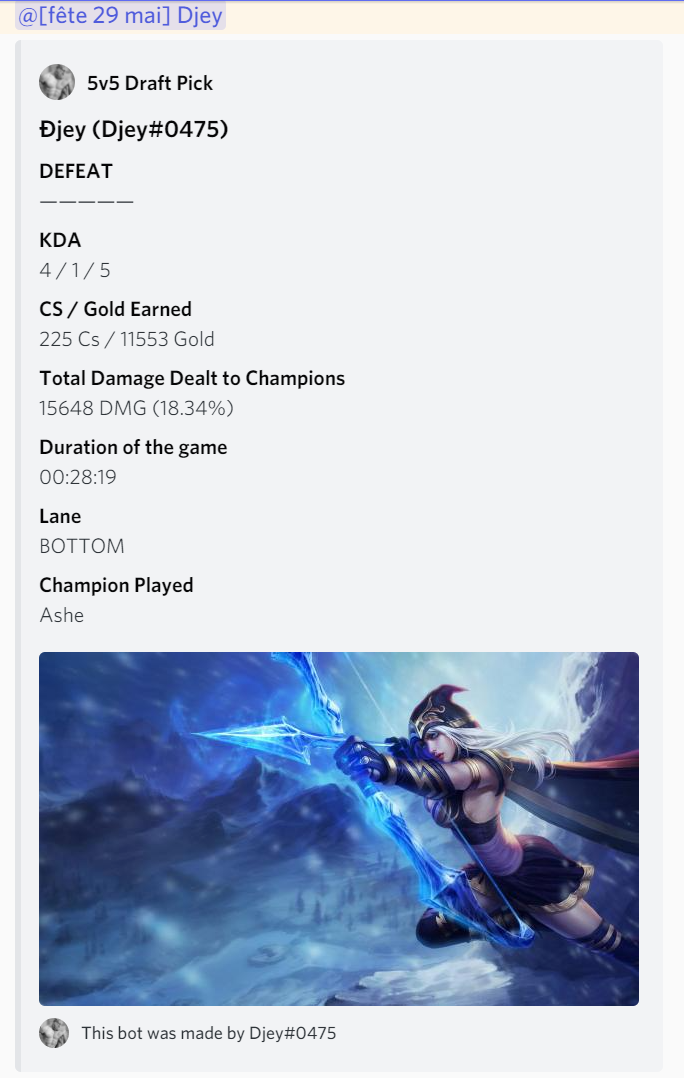 @[fête 29 mai] Djey
5v5 Draft Pick
Ðjey (Djey#0475)
DEFEAT
—————
KDA
4 / 1 / 5
CS / Gold Earned
225 Cs / 11553 Gold
Total Damage Dealt to Champions
15648 DMG (18.34%)
Duration of the game
00:28:19
Lane
BOTTOM
Champion Played
Ashe
This bot was made by Djey#0475